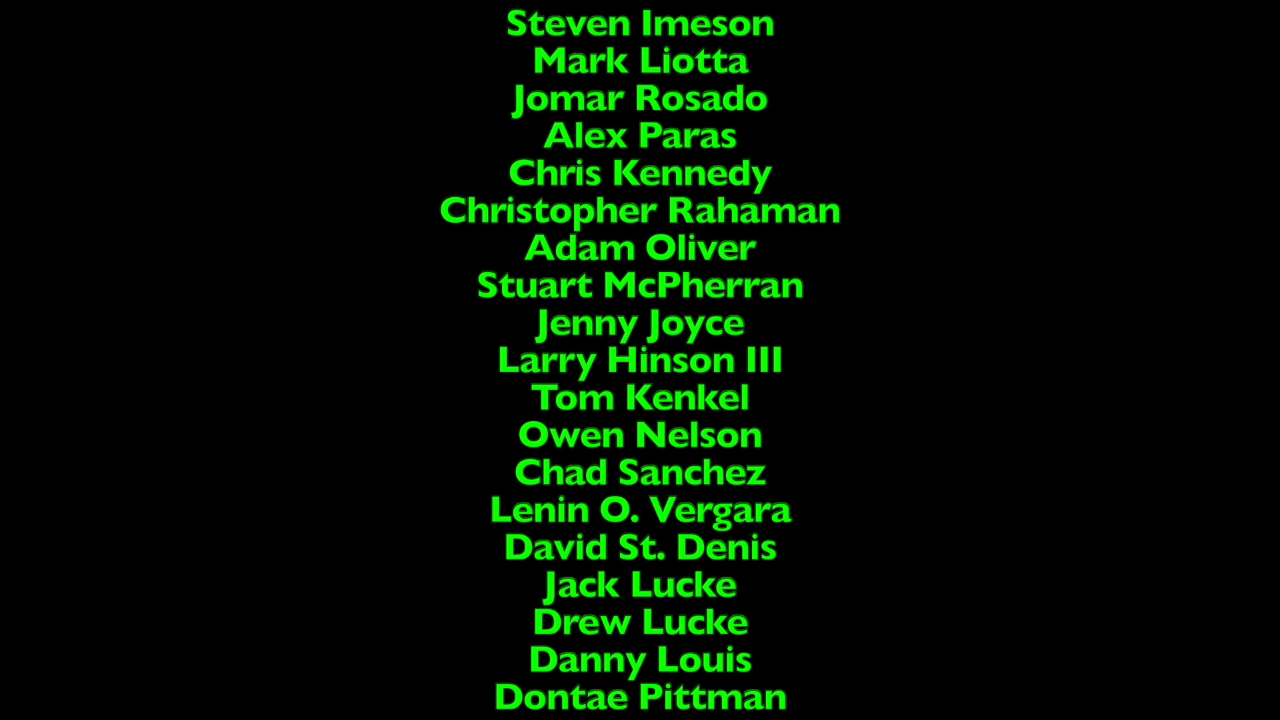 Steven Imeson
Mark Liotta
Jomar Rosado
Alex Paras
Chris Kennedy
Christopher Rahaman
Adam Oliver
Stuart McPherran
Jenny Joyce
Larry Hinson III
Tom Kenkel
Owen Nelson
Chad Sanchez
Lenin O. Vergara
David St. Denis
Jack Lucke
Drew Lucke
Danny Louis
Dontae Pittman